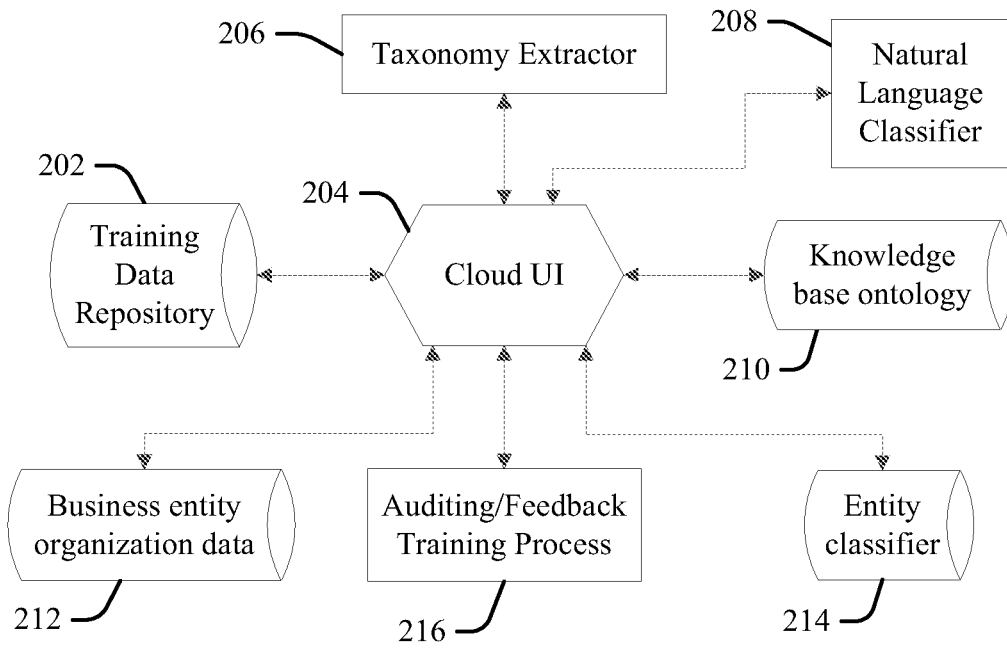 206
Taxonomy Extractor
208
Natural
Language
Classifier
202
Training
Data
Repository
204
Cloud UI
Knowledge
base ontology
210
Business entity
organization data
212
Auditing/Feedback
Training Process
216
Entity
classifier
214